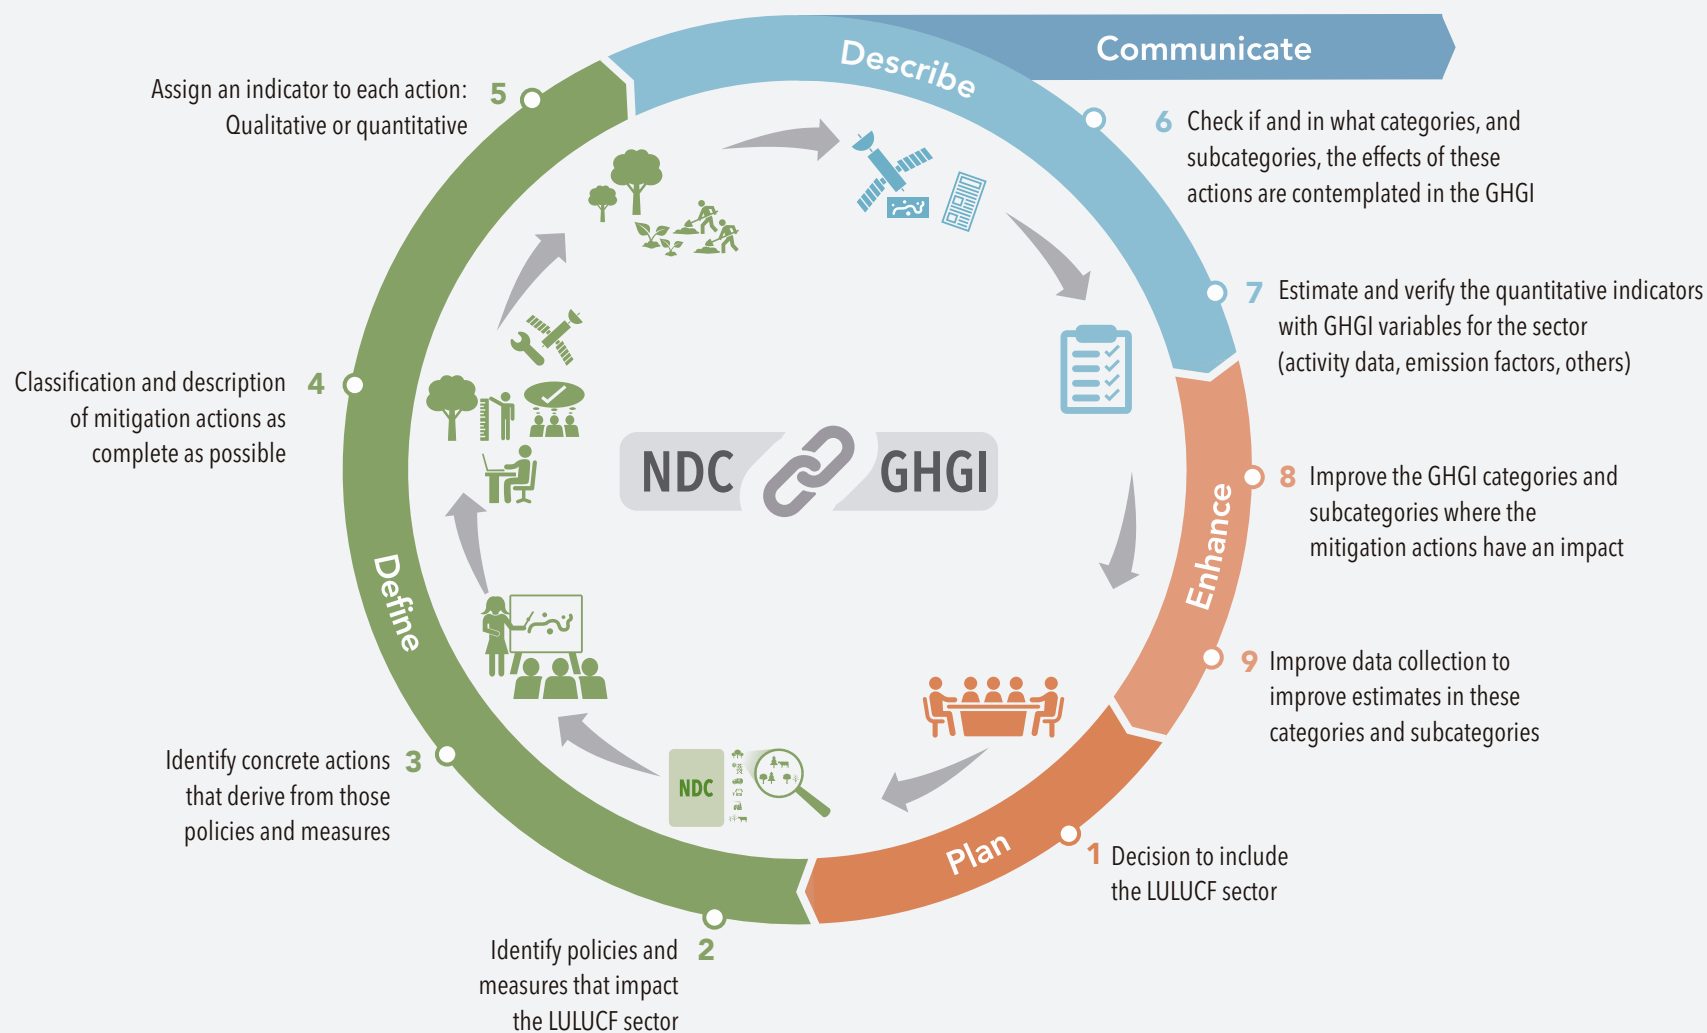 Communicate
Describe
Assign an indicator to each action:
Qualitative or quantitative
5
6
Check if and in what categories, and
subcategories, the effects of these
actions are contemplated in the GHGI
7
Estimate and verify the quantitative indicators
with GHGI variables for the sector
(activity data, emission factors, others)
Classification and description
of mitigation actions as
complete as possible
4
NDC
GHGI
Enhance
8
Improve the GHGI categories and
subcategories where the
mitigation actions have an impact
Define
9
Improve data collection to
improve estimates in these
categories and subcategories
Identify concrete actions
that derive from those
policies and measures
3
NDC
Plan
1
Decision to include
the LULUCF sector
Identify policies and
measures that impact
the LULUCF sector
2